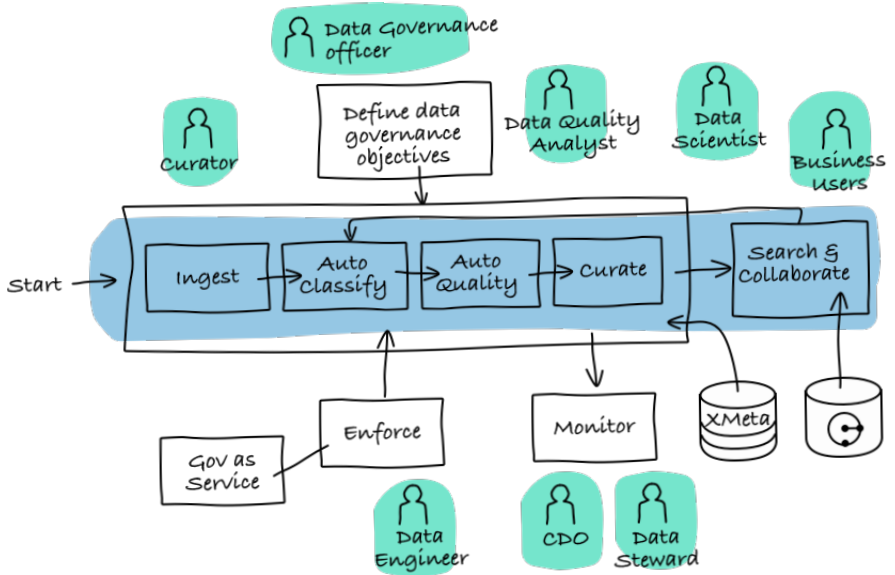 Data Governance
officer
Define data
governance
objectives
Curator
Data Quality
Analyst
Data
Scientist
Business
Users
Start
Ingest
Auto
Classify
Auto
Quality
Curate
Search &
Collaborate
Enforce
Gov as
Service
Monitor
XMeta
Data
Engineer
CDO
Data
Steward